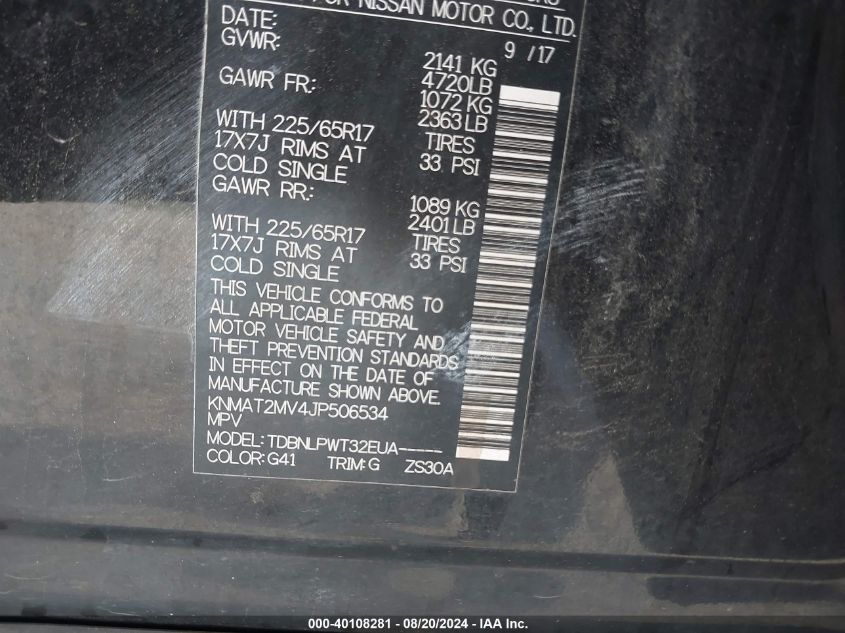 FOR NISSAN MOTOR CO., LTD.
DATE: 9 /17
GVWR: 2141 KG
4720LB
GAWR FR: 1072 KG
2363LB
WITH 225/65R17 TIRES
17X7J RIMS AT 33 PSI
COLD SINGLE
GAWR RR: 1089 KG
2401LB
WITH 225/65R17 TIRES
17X7J RIMS AT 33 PSI
COLD SINGLE
THIS VEHICLE CONFORMS TO
ALL APPLICABLE FEDERAL
MOTOR VEHICLE SAFETY AND
THEFT PREVENTION STANDARDS
IN EFFECT ON THE DATE OF
MANUFACTURE SHOWN ABOVE.
KNMAT2MV4JP506534
MPV
MODEL: TDBNLPWT32EUA-----
COLOR: G41 TRIM: G ZS30A
000-40108281 - 08/20/2024 - IAA Inc.